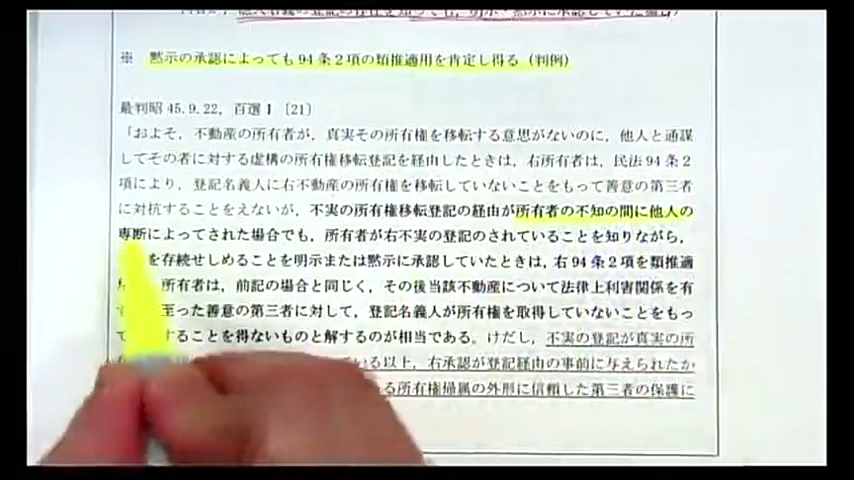 ※ 黙示の承認によっても94条2項の類推適用を肯定し得る（判例）
最判昭 45.9.22，百選Ⅰ〔21〕
「およそ，不動産の所有者が，真実その所有権を移転する意思がないのに，他人と通謀
してその者に対する虚構の所有権移転登記を経由したときは，右所有者は，民法94条2
項により，登記名義人に右不動産の所有権を移転していないことをもって善意の第三者
に対抗することをえないが，不実の所有権移転登記の経由が所有者の不知の間に他人の
専断によってされた場合でも，所有者が右不実の登記のされていることを知りながら，
を存続せしめることを明示または黙示に承認していたときは，右94条2項を類推適
所有者は，前記の場合と同じく，その後当該不動産について法律上利害関係を有
至った善意の第三者に対して，登記名義人が所有権を取得していないことをもっ
て することを得ないものと解するのが相当である。けだし，不実の登記が真実の所
いる以上，右承認が登記経由の事前に与えられたか
る所有権帰属の外形に信頼した第三者の保護に